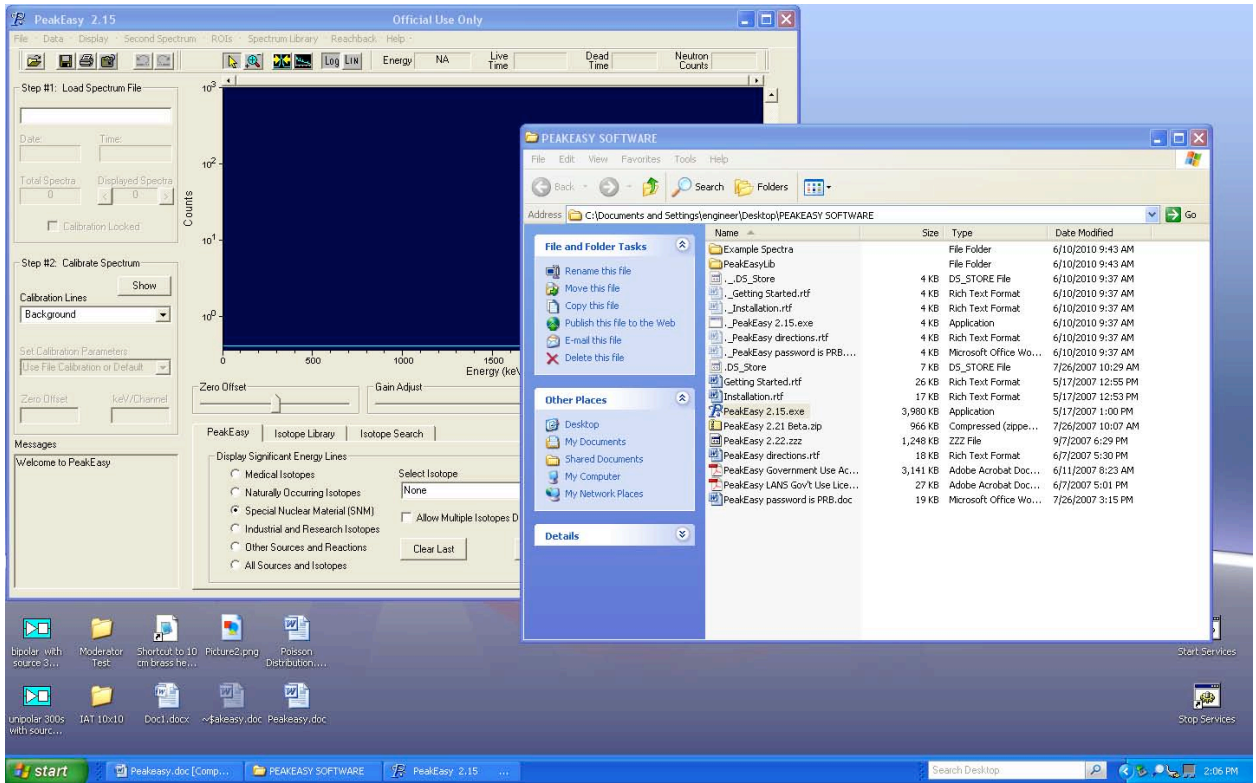 PeakEasy 2.15 Official Use Only
File Data Display Second Spectrum ROIs Spectrum Library Reachback Help
Log LIN Energy NA Live Time Dead Time Neutron Counts
Step #1: Load Spectrum File
Date: Time:
Total Spectra Displayed Spectra
0 < 0 >
Calibration Locked
Step #2: Calibrate Spectrum
Show
Calibration Lines
Background
Set Calibration Parameters
Use File Calibration or Default
Zero Offset keV/Channel
Messages
Welcome to PeakEasy
10³
10²
10¹
10⁰
Counts
0 500 1000 1500
Energy (keV
Zero Offset Gain Adjust
PeakEasy Isotope Library Isotope Search
Display Significant Energy Lines
Medical Isotopes
Naturally Occurring Isotopes
Special Nuclear Material (SNM)
Industrial and Research Isotopes
Other Sources and Reactions
All Sources and Isotopes
Select Isotope
None
Allow Multiple Isotopes D
Clear Last
PEAKEASY SOFTWARE
File Edit View Favorites Tools Help
Back Search Folders
Address C:\Documents and Settings\engineer\Desktop\PEAKEASY SOFTWARE Go
File and Folder Tasks
Rename this file
Move this file
Copy this file
Publish this file to the Web
E-mail this file
Delete this file
Other Places
Desktop
My Documents
Shared Documents
My Computer
My Network Places
Details
Name Size Type Date Modified
Example Spectra File Folder 6/10/2010 9:43 AM
PeakEasyLib File Folder 6/10/2010 9:43 AM
._.DS_Store 4 KB DS_STORE File 6/10/2010 9:37 AM
._Getting Started.rtf 4 KB Rich Text Format 6/10/2010 9:37 AM
._Installation.rtf 4 KB Rich Text Format 6/10/2010 9:37 AM
._PeakEasy 2.15.exe 4 KB Application 6/10/2010 9:37 AM
._PeakEasy directions.rtf 4 KB Rich Text Format 6/10/2010 9:37 AM
._PeakEasy password is PRB.... 4 KB Microsoft Office Wo... 6/10/2010 9:37 AM
.DS_Store 7 KB DS_STORE File 7/26/2007 10:29 AM
Getting Started.rtf 26 KB Rich Text Format 5/17/2007 12:55 PM
Installation.rtf 17 KB Rich Text Format 5/17/2007 12:53 PM
PeakEasy 2.15.exe 3,980 KB Application 5/17/2007 1:00 PM
PeakEasy 2.21 Beta.zip 966 KB Compressed (zippe... 7/26/2007 10:07 AM
PeakEasy 2.22.zzz 1,248 KB ZZZ File 9/7/2007 6:29 PM
PeakEasy directions.rtf 18 KB Rich Text Format 6/7/2007 5:30 PM
PeakEasy Government Use Ac... 3,141 KB Adobe Acrobat Doc... 6/11/2007 8:23 AM
PeakEasy LANS Gov't Use Lice... 27 KB Adobe Acrobat Doc... 6/7/2007 5:01 PM
PeakEasy password is PRB.doc 19 KB Microsoft Office Wo... 7/26/2007 3:15 PM
bipolar with source 3...
Moderator Test
Shortcut to 10 cm brass he...
Picture2.png
Poisson Distribution....
Start Services
unipolar 300s with sourc...
IAT 10x10
Doc1.docx
~$akeasy.doc
Peakeasy.doc
Stop Services
start Peakeasy.doc [Comp... PEAKEASY SOFTWARE PeakEasy 2.15 ... Search Desktop 2:06 PM